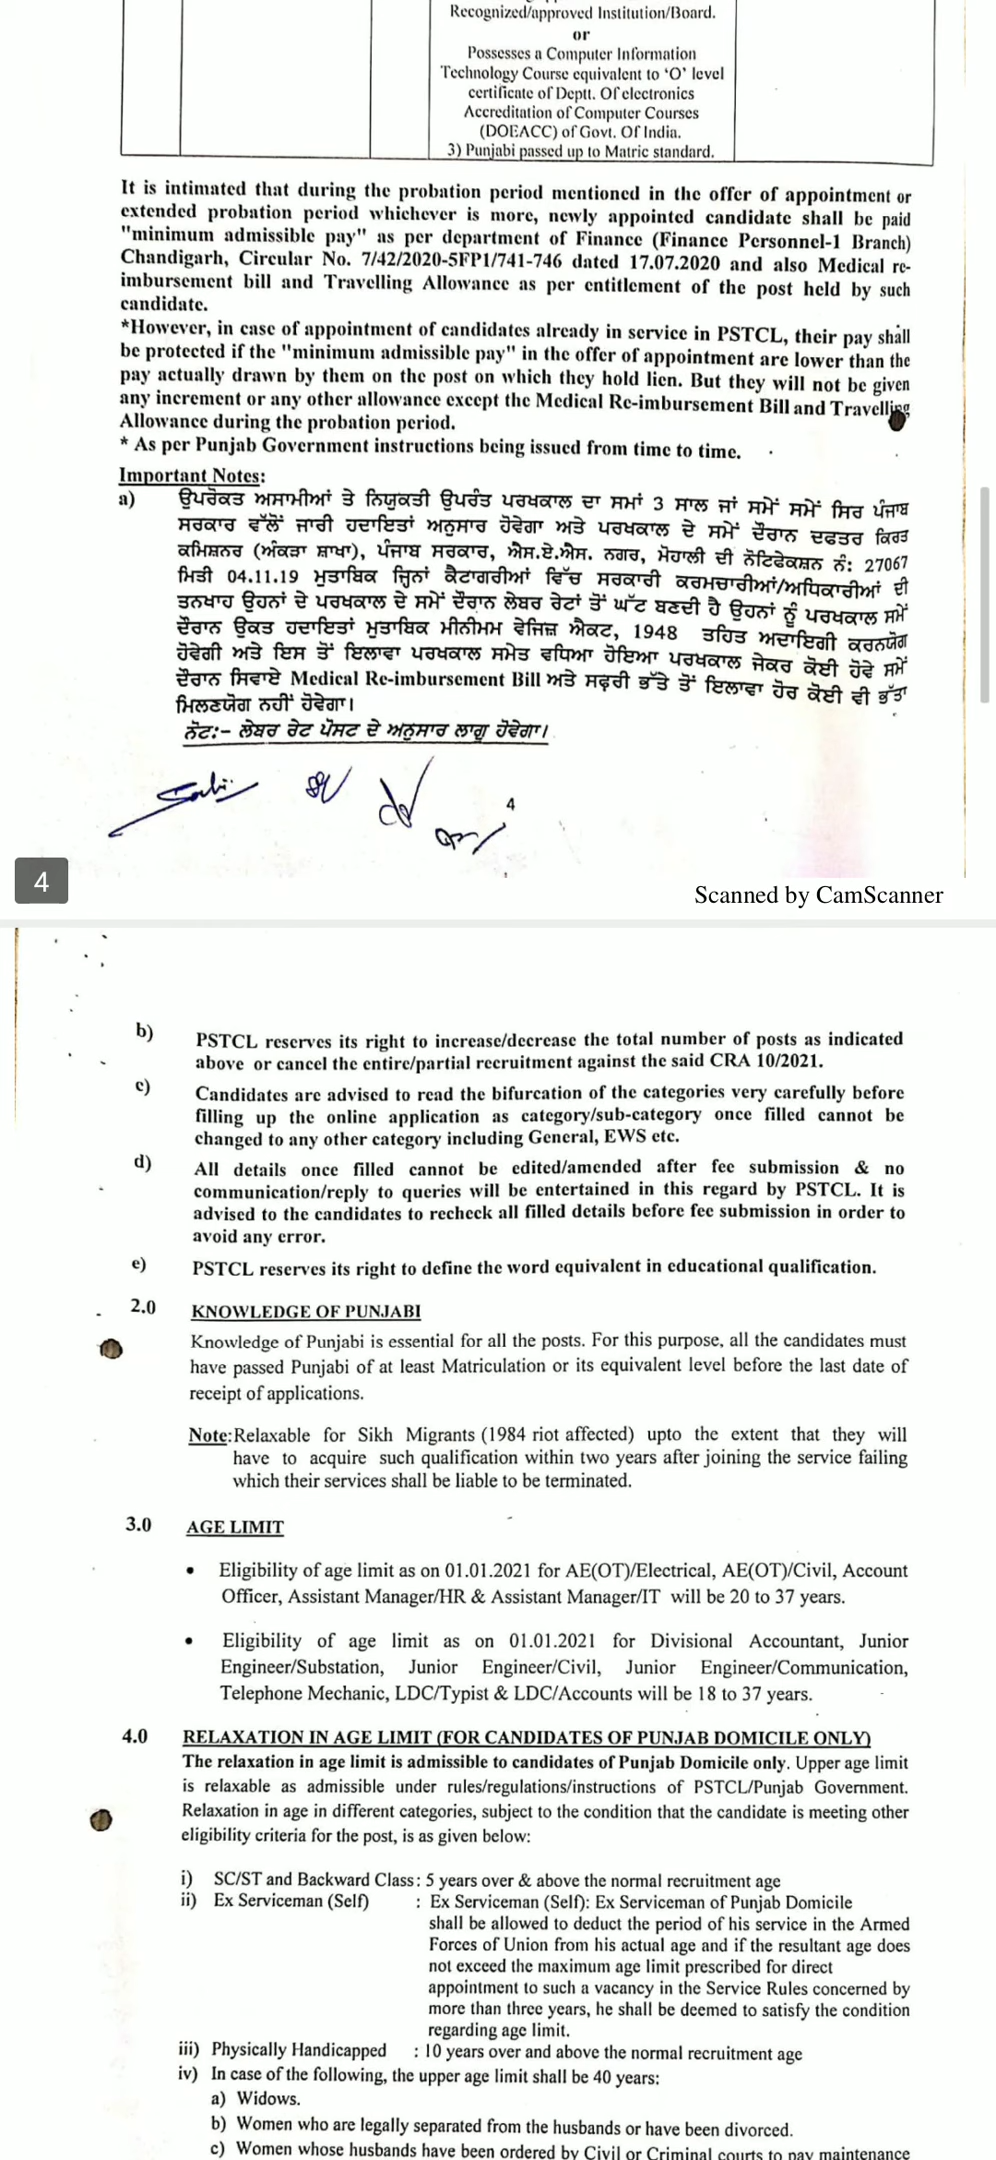 Recognized/approved Institution/Board.
or
Possesses a Computer Information
Technology Course equivalent to 'O' level
certificate of Deptt. Of electronics
Accreditation of Computer Courses
(DOEACC) of Govt. Of India.
3) Punjabi passed up to Matric standard.
It is intimated that during the probation period mentioned in the offer of appointment or
extended probation period whichever is more, newly appointed candidate shall be paid
"minimum admissible pay" as per department of Finance (Finance Personnel-1 Branch)
Chandigarh, Circular No. 7/42/2020-5FP1/741-746 dated 17.07.2020 and also Medical re-
imbursement bill and Travelling Allowance as per entitlement of the post held by such
candidate.
*However, in case of appointment of candidates already in service in PSTCL, their pay shall
be protected if the "minimum admissible pay" in the offer of appointment are lower than the
pay actually drawn by them on the post on which they hold lien. But they will not be given
any increment or any other allowance except the Medical Re-imbursement Bill and Travelling
Allowance during the probation period.
* As per Punjab Government instructions being issued from time to time.
Important Notes:
a) ਉਪਰੋਕਤ ਅਸਾਮੀਆਂ ਤੇ ਨਿਯੁਕਤੀ ਉਪਰੰਤ ਪਰਖਕਾਲ ਦਾ ਸਮਾਂ 3 ਸਾਲ ਜਾਂ ਸਮੇਂ ਸਮੇਂ ਸਿਰ ਪੰਜਾਬ
ਸਰਕਾਰ ਵੱਲੋਂ ਜਾਰੀ ਹਦਾਇਤਾਂ ਅਨੁਸਾਰ ਹੋਵੇਗਾ ਅਤੇ ਪਰਖਕਾਲ ਦੇ ਸਮੇਂ ਦੌਰਾਨ ਦਫਤਰ ਕਿਰਤ
ਕਮਿਸ਼ਨਰ (ਅੰਕੜਾ ਸ਼ਾਖਾ), ਪੰਜਾਬ ਸਰਕਾਰ, ਐਸ.ਏ.ਐਸ. ਨਗਰ, ਮੋਹਾਲੀ ਦੀ ਨੋਟਿਫਕੇਸ਼ਨ ਨੰ: 27067
ਮਿਤੀ 04.11.19 ਮੁਤਾਬਿਕ ਜ੍ਹਿਨਾਂ ਕੈਟਾਗਰੀਆਂ ਵਿੱਚ ਸਰਕਾਰੀ ਕਰਮਚਾਰੀਆਂ/ਅਧਿਕਾਰੀਆਂ ਦੀ
ਤਨਖਾਹ ਉਹਨਾਂ ਦੇ ਪਰਖਕਾਲ ਦੇ ਸਮੇਂ ਦੌਰਾਨ ਲੇਬਰ ਰੇਟਾਂ ਤੋਂ ਘੱਟ ਬਣਦੀ ਹੈ ਉਹਨਾਂ ਨੂੰ ਪਰਖਕਾਲ ਸਮੇਂ
ਦੌਰਾਨ ਉਕਤ ਹਦਾਇਤਾਂ ਮੁਤਾਬਿਕ ਮੀਨੀਮਮ ਵੇਜਿਜ਼ ਐਕਟ, 1948 ਤਹਿਤ ਅਦਾਇਗੀ ਕਰਨਯੋਗ
ਹੋਵੇਗੀ ਅਤੇ ਇਸ ਤੋਂ ਇਲਾਵਾ ਪਰਖਕਾਲ ਸਮੇਤ ਵਧਿਆ ਹੋਇਆ ਪਰਖਕਾਲ ਜੇਕਰ ਕੋਈ ਹੋਵੇ ਸਮੇਂ
ਦੌਰਾਨ ਸਿਵਾਏ Medical Re-imbursement Bill ਅਤੇ ਸਫ਼ਰੀ ਭੱਤੇ ਤੋਂ ਇਲਾਵਾ ਹੋਰ ਕੋਈ ਵੀ ਭੱਤਾ
ਮਿਲਣਯੋਗ ਨਹੀਂ ਹੋਵੇਗਾ।
ਨੋਟ:- ਲੇਬਰ ਰੇਟ ਪੋਸਟ ਦੇ ਅਨੁਸਾਰ ਲਾਗੂ ਹੋਵੇਗਾ।
4
4
Scanned by CamScanner
b) PSTCL reserves its right to increase/decrease the total number of posts as indicated
above or cancel the entire/partial recruitment against the said CRA 10/2021.
c) Candidates are advised to read the bifurcation of the categories very carefully before
filling up the online application as category/sub-category once filled cannot be
changed to any other category including General, EWS etc.
d) All details once filled cannot be edited/amended after fee submission & no
communication/reply to queries will be entertained in this regard by PSTCL. It is
advised to the candidates to recheck all filled details before fee submission in order to
avoid any error.
e) PSTCL reserves its right to define the word equivalent in educational qualification.
2.0 KNOWLEDGE OF PUNJABI
Knowledge of Punjabi is essential for all the posts. For this purpose, all the candidates must
have passed Punjabi of at least Matriculation or its equivalent level before the last date of
receipt of applications.
Note:Relaxable for Sikh Migrants (1984 riot affected) upto the extent that they will
have to acquire such qualification within two years after joining the service failing
which their services shall be liable to be terminated.
3.0 AGE LIMIT
• Eligibility of age limit as on 01.01.2021 for AE(OT)/Electrical, AE(OT)/Civil, Account
Officer, Assistant Manager/HR & Assistant Manager/IT will be 20 to 37 years.
• Eligibility of age limit as on 01.01.2021 for Divisional Accountant, Junior
Engineer/Substation, Junior Engineer/Civil, Junior Engineer/Communication,
Telephone Mechanic, LDC/Typist & LDC/Accounts will be 18 to 37 years.
4.0 RELAXATION IN AGE LIMIT (FOR CANDIDATES OF PUNJAB DOMICILE ONLY)
The relaxation in age limit is admissible to candidates of Punjab Domicile only. Upper age limit
is relaxable as admissible under rules/regulations/instructions of PSTCL/Punjab Government.
Relaxation in age in different categories, subject to the condition that the candidate is meeting other
eligibility criteria for the post, is as given below:
i) SC/ST and Backward Class : 5 years over & above the normal recruitment age
ii) Ex Serviceman (Self) : Ex Serviceman (Self): Ex Serviceman of Punjab Domicile
shall be allowed to deduct the period of his service in the Armed
Forces of Union from his actual age and if the resultant age does
not exceed the maximum age limit prescribed for direct
appointment to such a vacancy in the Service Rules concerned by
more than three years, he shall be deemed to satisfy the condition
regarding age limit.
iii) Physically Handicapped : 10 years over and above the normal recruitment age
iv) In case of the following, the upper age limit shall be 40 years:
a) Widows.
b) Women who are legally separated from the husbands or have been divorced.
c) Women whose husbands have been ordered by Civil or Criminal courts to pay maintenance